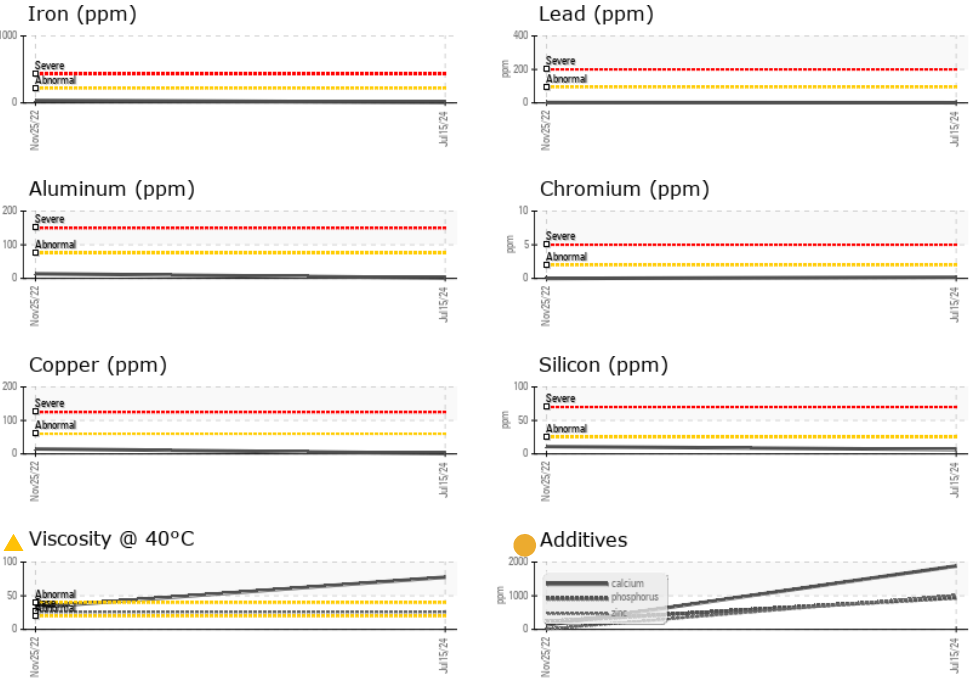 Iron (ppm)
1000
0
Severe
Abnormal
Nov25/22
Jul15/24
Lead (ppm)
ppm
400
200
0
Severe
Abnormal
Nov25/22
Jul15/24
Aluminum (ppm)
200
100
0
Severe
Abnormal
Nov25/22
Jul15/24
Chromium (ppm)
ppm
10
5
0
Severe
Abnormal
Nov25/22
Jul15/24
Copper (ppm)
200
100
0
Severe
Abnormal
Nov25/22
Jul15/24
Silicon (ppm)
ppm
100
50
0
Severe
Abnormal
Nov25/22
Jul15/24
Viscosity @ 40°C
100
50
0
Abnormal
Base
Abnormal
Nov25/22
Jul15/24
Additives
ppm
2000
1000
0
calcium
phosphorus
zinc
Nov25/22
Jul15/24